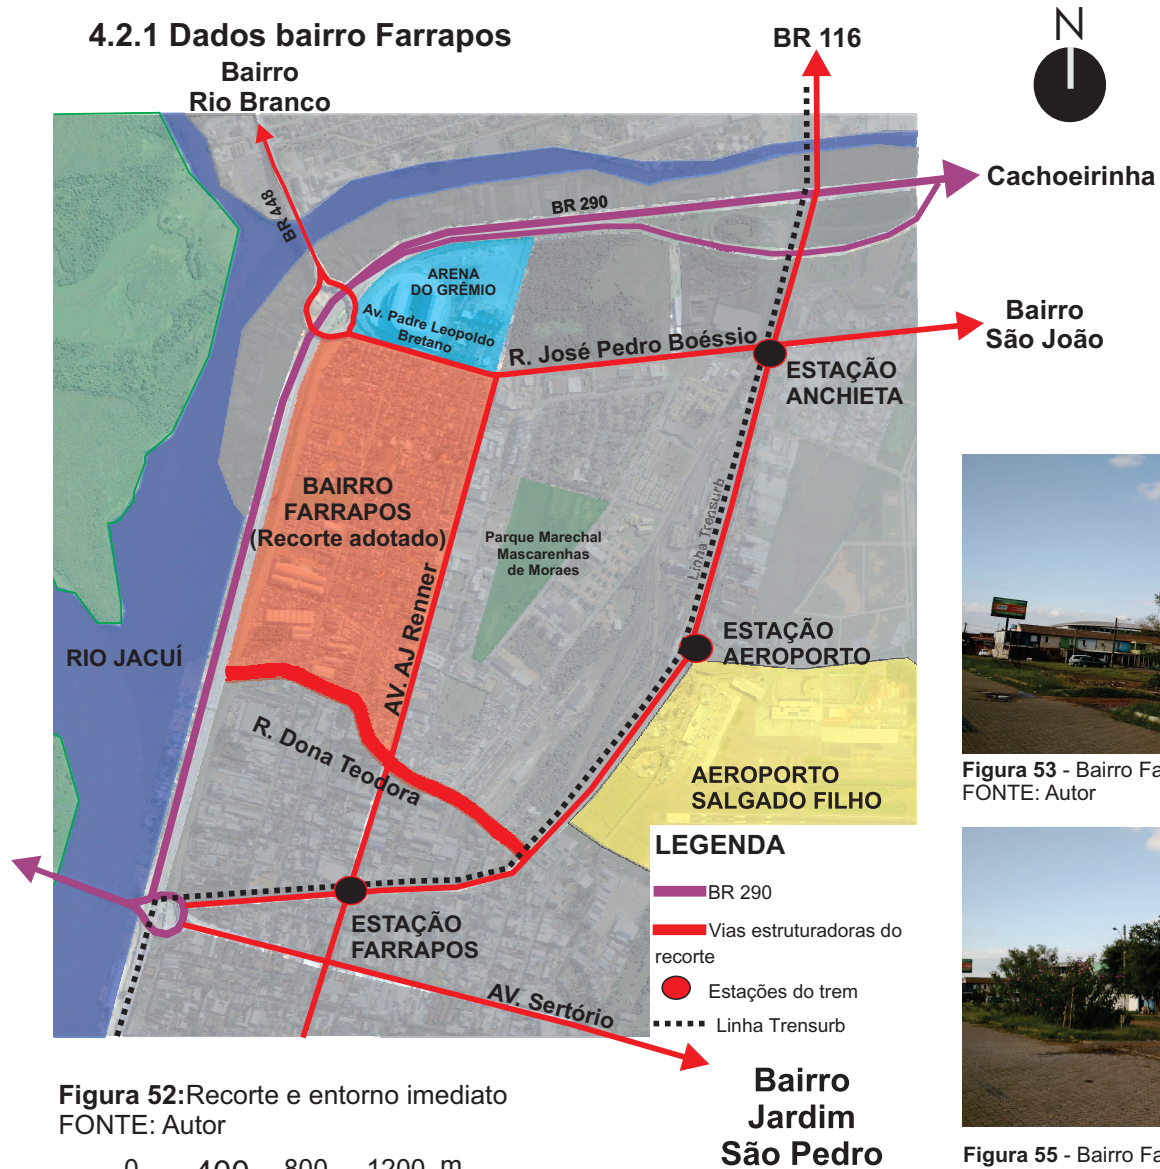 4.2.1 Dados bairro Farrapos
BR 116
N
Bairro
Rio Branco
Cachoeirinha
BR 448
BR 290
ARENA
DO GRÊMIO
Av. Padre Leopoldo
Bretano
R. José Pedro Boéssio
Bairro
São João
ESTAÇÃO
ANCHIETA
BAIRRO
FARRAPOS
(Recorte adotado)
Parque Marechal
Mascarenhas
de Moraes
Linha Trensurb
AV. AJ Renner
ESTAÇÃO
AEROPORTO
RIO JACUÍ
R. Dona Teodora
AEROPORTO
SALGADO FILHO
LEGENDA
BR 290
Vias estruturadoras do
recorte
Estações do trem
Linha Trensurb
ESTAÇÃO
FARRAPOS
AV. Sertório
Bairro
Jardim
São Pedro
Figura 52:Recorte e entorno imediato
FONTE: Autor
0 400 800 1200 m
Figura 53 - Bairro Fa
FONTE: Autor
Figura 55 - Bairro Fa